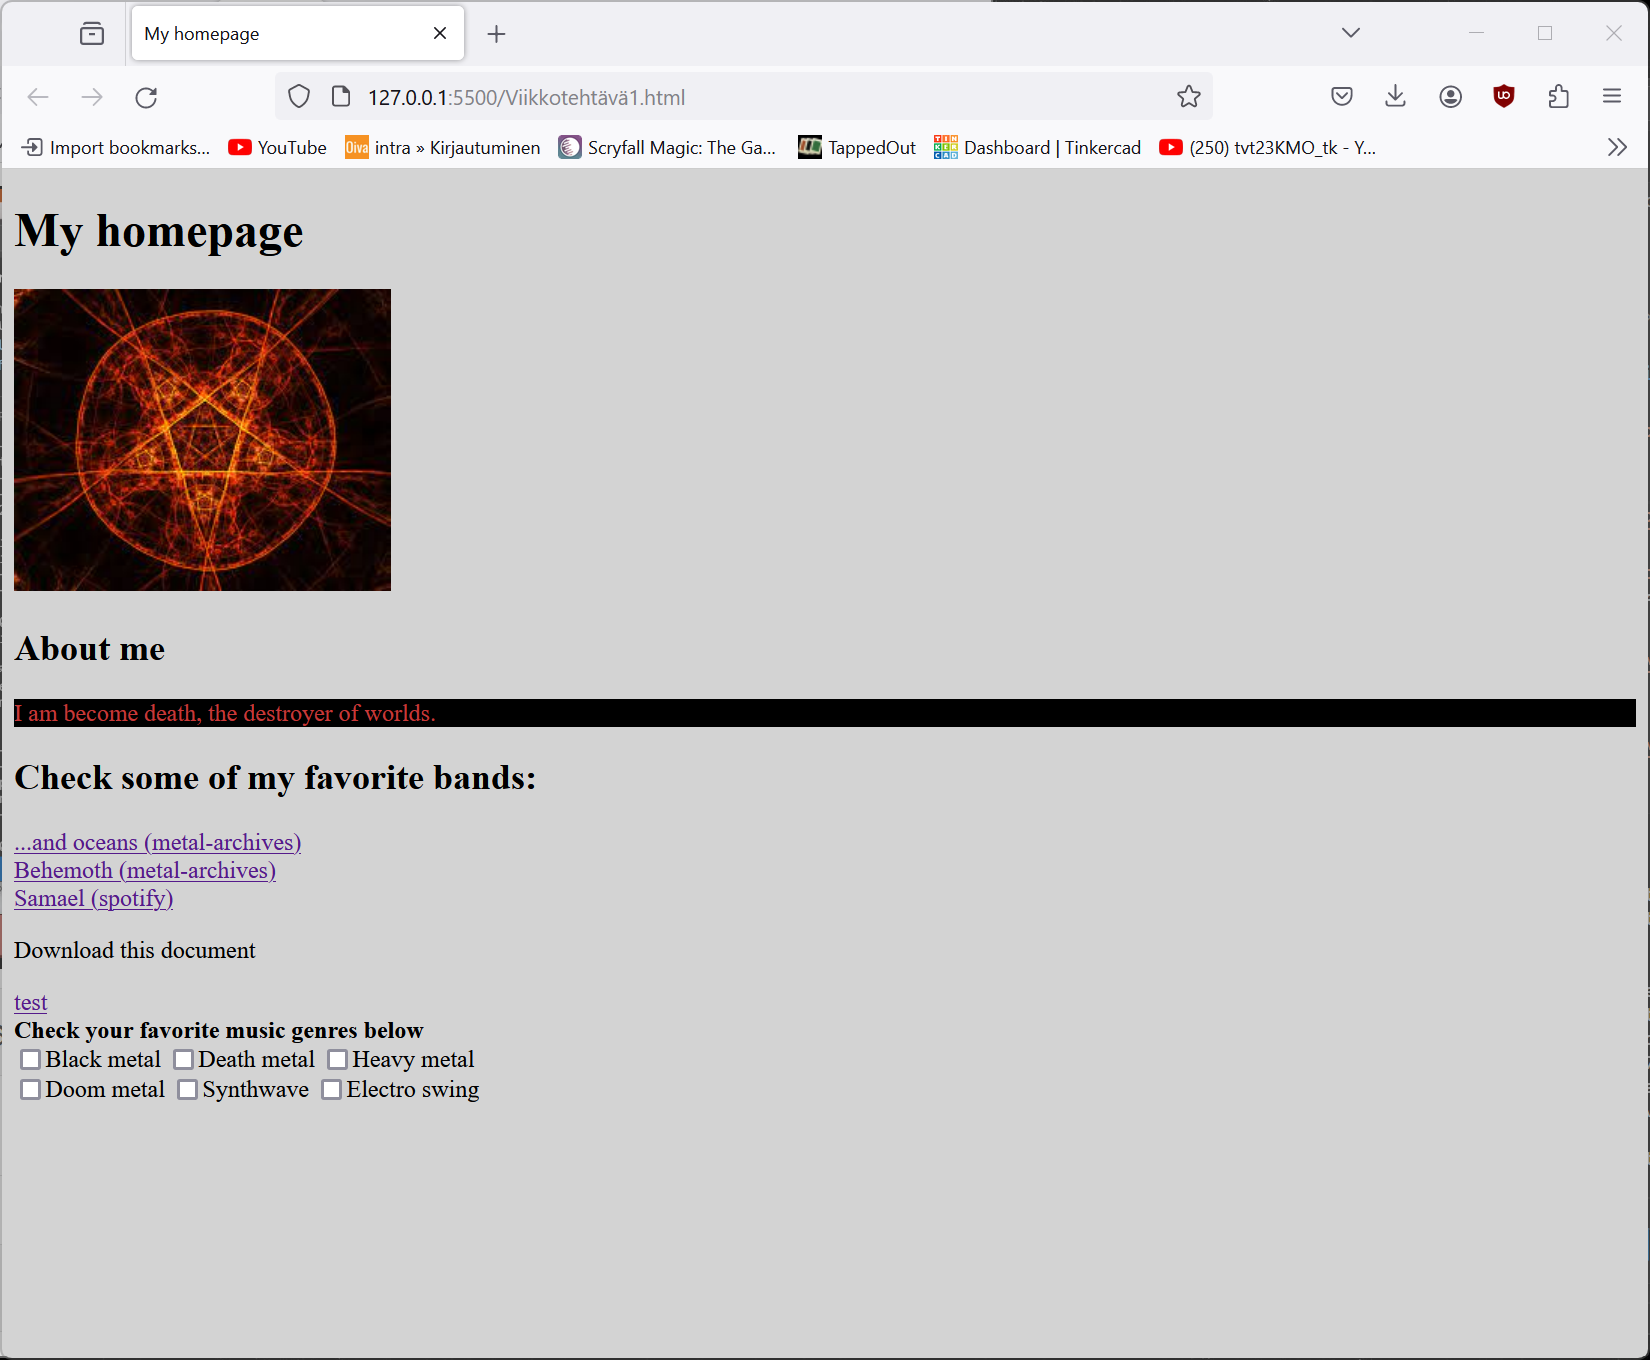 My homepage
127.0.0.1:5500/Viikkotehtävä1.html
Import bookmarks... YouTube Oiva intra » Kirjautuminen Scryfall Magic: The Ga... TappedOut TINKERCAD Dashboard | Tinkercad (250) tvt23KMO_tk - Y...
My homepage
About me
I am become death, the destroyer of worlds.
Check some of my favorite bands:
...and oceans (metal-archives)
Behemoth (metal-archives)
Samael (spotify)
Download this document
test
Check your favorite music genres below
Black metal Death metal Heavy metal
Doom metal Synthwave Electro swing